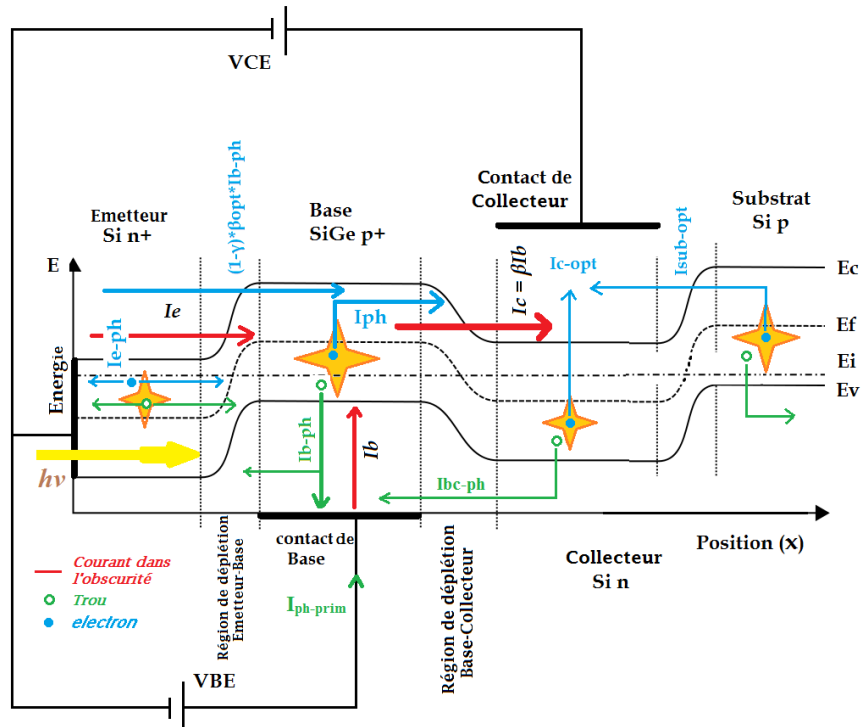 VCE
Contact de
Collecteur
Substrat
Si p
Emetteur
Si n+
(1-γ)*βopt*Ib-ph
Base
SiGe p+
E
Ie
Iph
Ic = βIb
Ic-opt
Isub-opt
Ec
Ef
Ei
Ev
Energie
Ie-ph
hν
Ib-ph
Ib
Ibc-ph
Position (x)
Courant dans
l'obscurité
Trou
electron
Région de déplétion
Emetteur-Base
contact de
Base
Iph-prim
Région de déplétion
Base-Collecteur
Collecteur
Si n
VBE